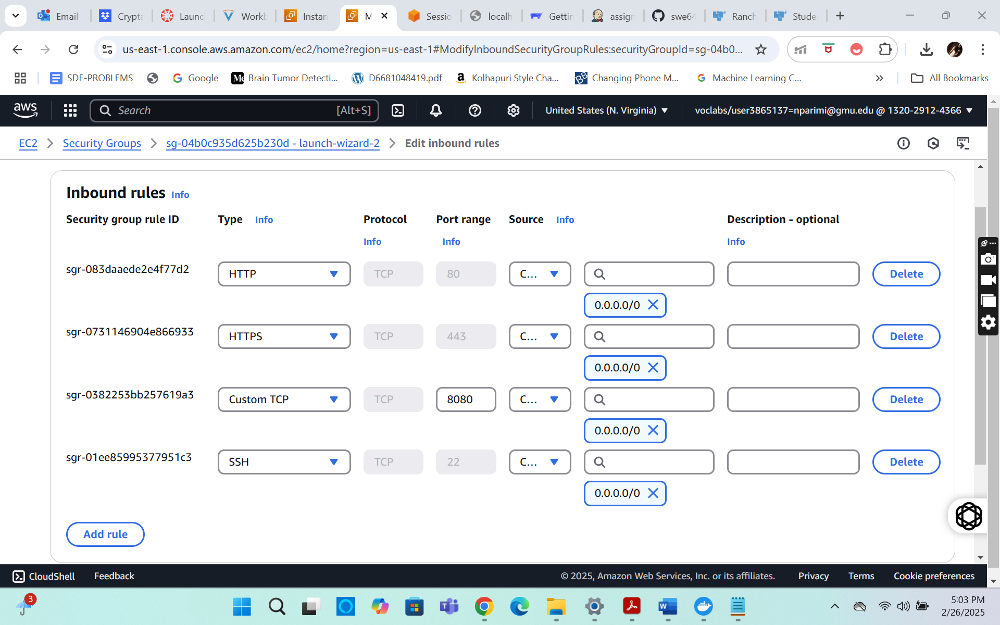 Email
Crypta
Launc
Workb
Instan
M
Sessio
localh
Gettin
assign
swe64
Ranch
Stude
us-east-1.console.aws.amazon.com/ec2/home?region=us-east-1#ModifyInboundSecurityGroupRules:securityGroupId=sg-04b0...
SDE-PROBLEMS
Google
Me
Brain Tumor Detecti...
D6681048419.pdf
Kolhapuri Style Cha...
BB
Changing Phone M...
Machine Learning C...
All Bookmarks
aws
Search
[Alt+S]
United States (N. Virginia)
voclabs/user3865137=nparimi@gmu.edu @ 1320-2912-4366
EC2
Security Groups
sg-04b0c935d625b230d - launch-wizard-2
Edit inbound rules
Inbound rules Info
Security group rule ID
Type Info
Protocol
Info
Port range
Info
Source Info
Description - optional
Info
sgr-083daaede2e4f77d2
HTTP
TCP
80
C...
Delete
0.0.0.0/0
sgr-0731146904e866933
HTTPS
TCP
443
C...
Delete
0.0.0.0/0
sgr-0382253bb257619a3
Custom TCP
TCP
8080
C...
Delete
0.0.0.0/0
sgr-01ee85995377951c3
SSH
TCP
22
C...
Delete
0.0.0.0/0
Add rule
CloudShell
Feedback
© 2025, Amazon Web Services, Inc. or its affiliates.
Privacy
Terms
Cookie preferences
3
5:03 PM
2/26/2025